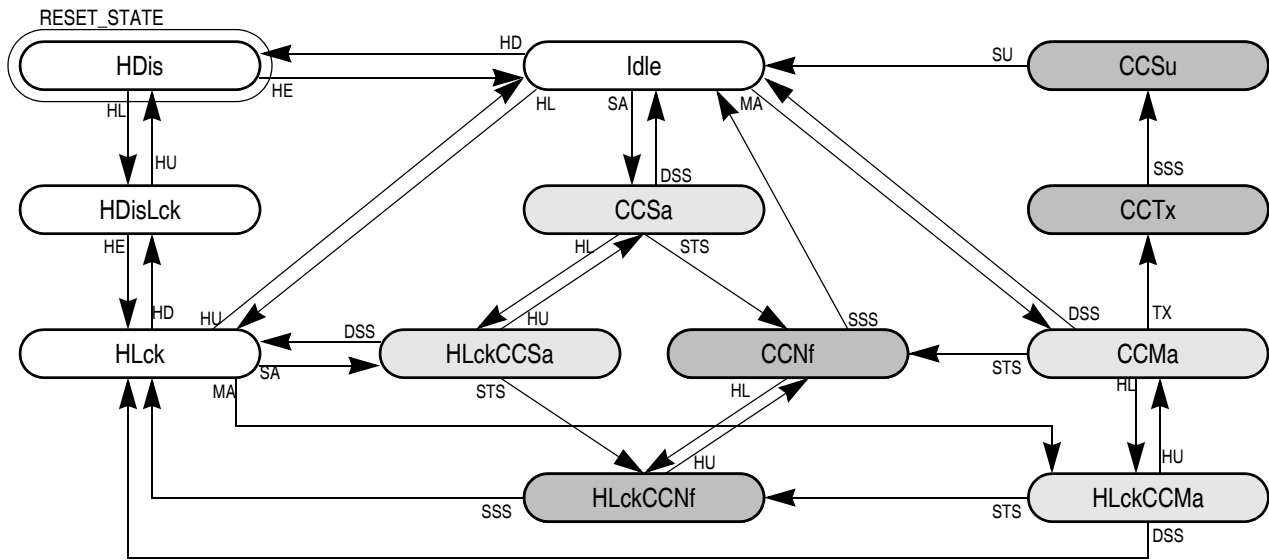 RESET_STATE
HDis
HD
Idle
SU
CCSu
HE
HL
HL
SA
MA
HU
DSS
SSS
HDisLck
CCSa
CCTx
HE
HL
STS
HD
HU
DSS
HU
SSS
DSS
TX
HLck
HLckCCSa
CCNf
CCMa
SA
MA
STS
HL
STS
HL
HU
HU
HLckCCNf
HLckCCMa
SSS
STS
DSS